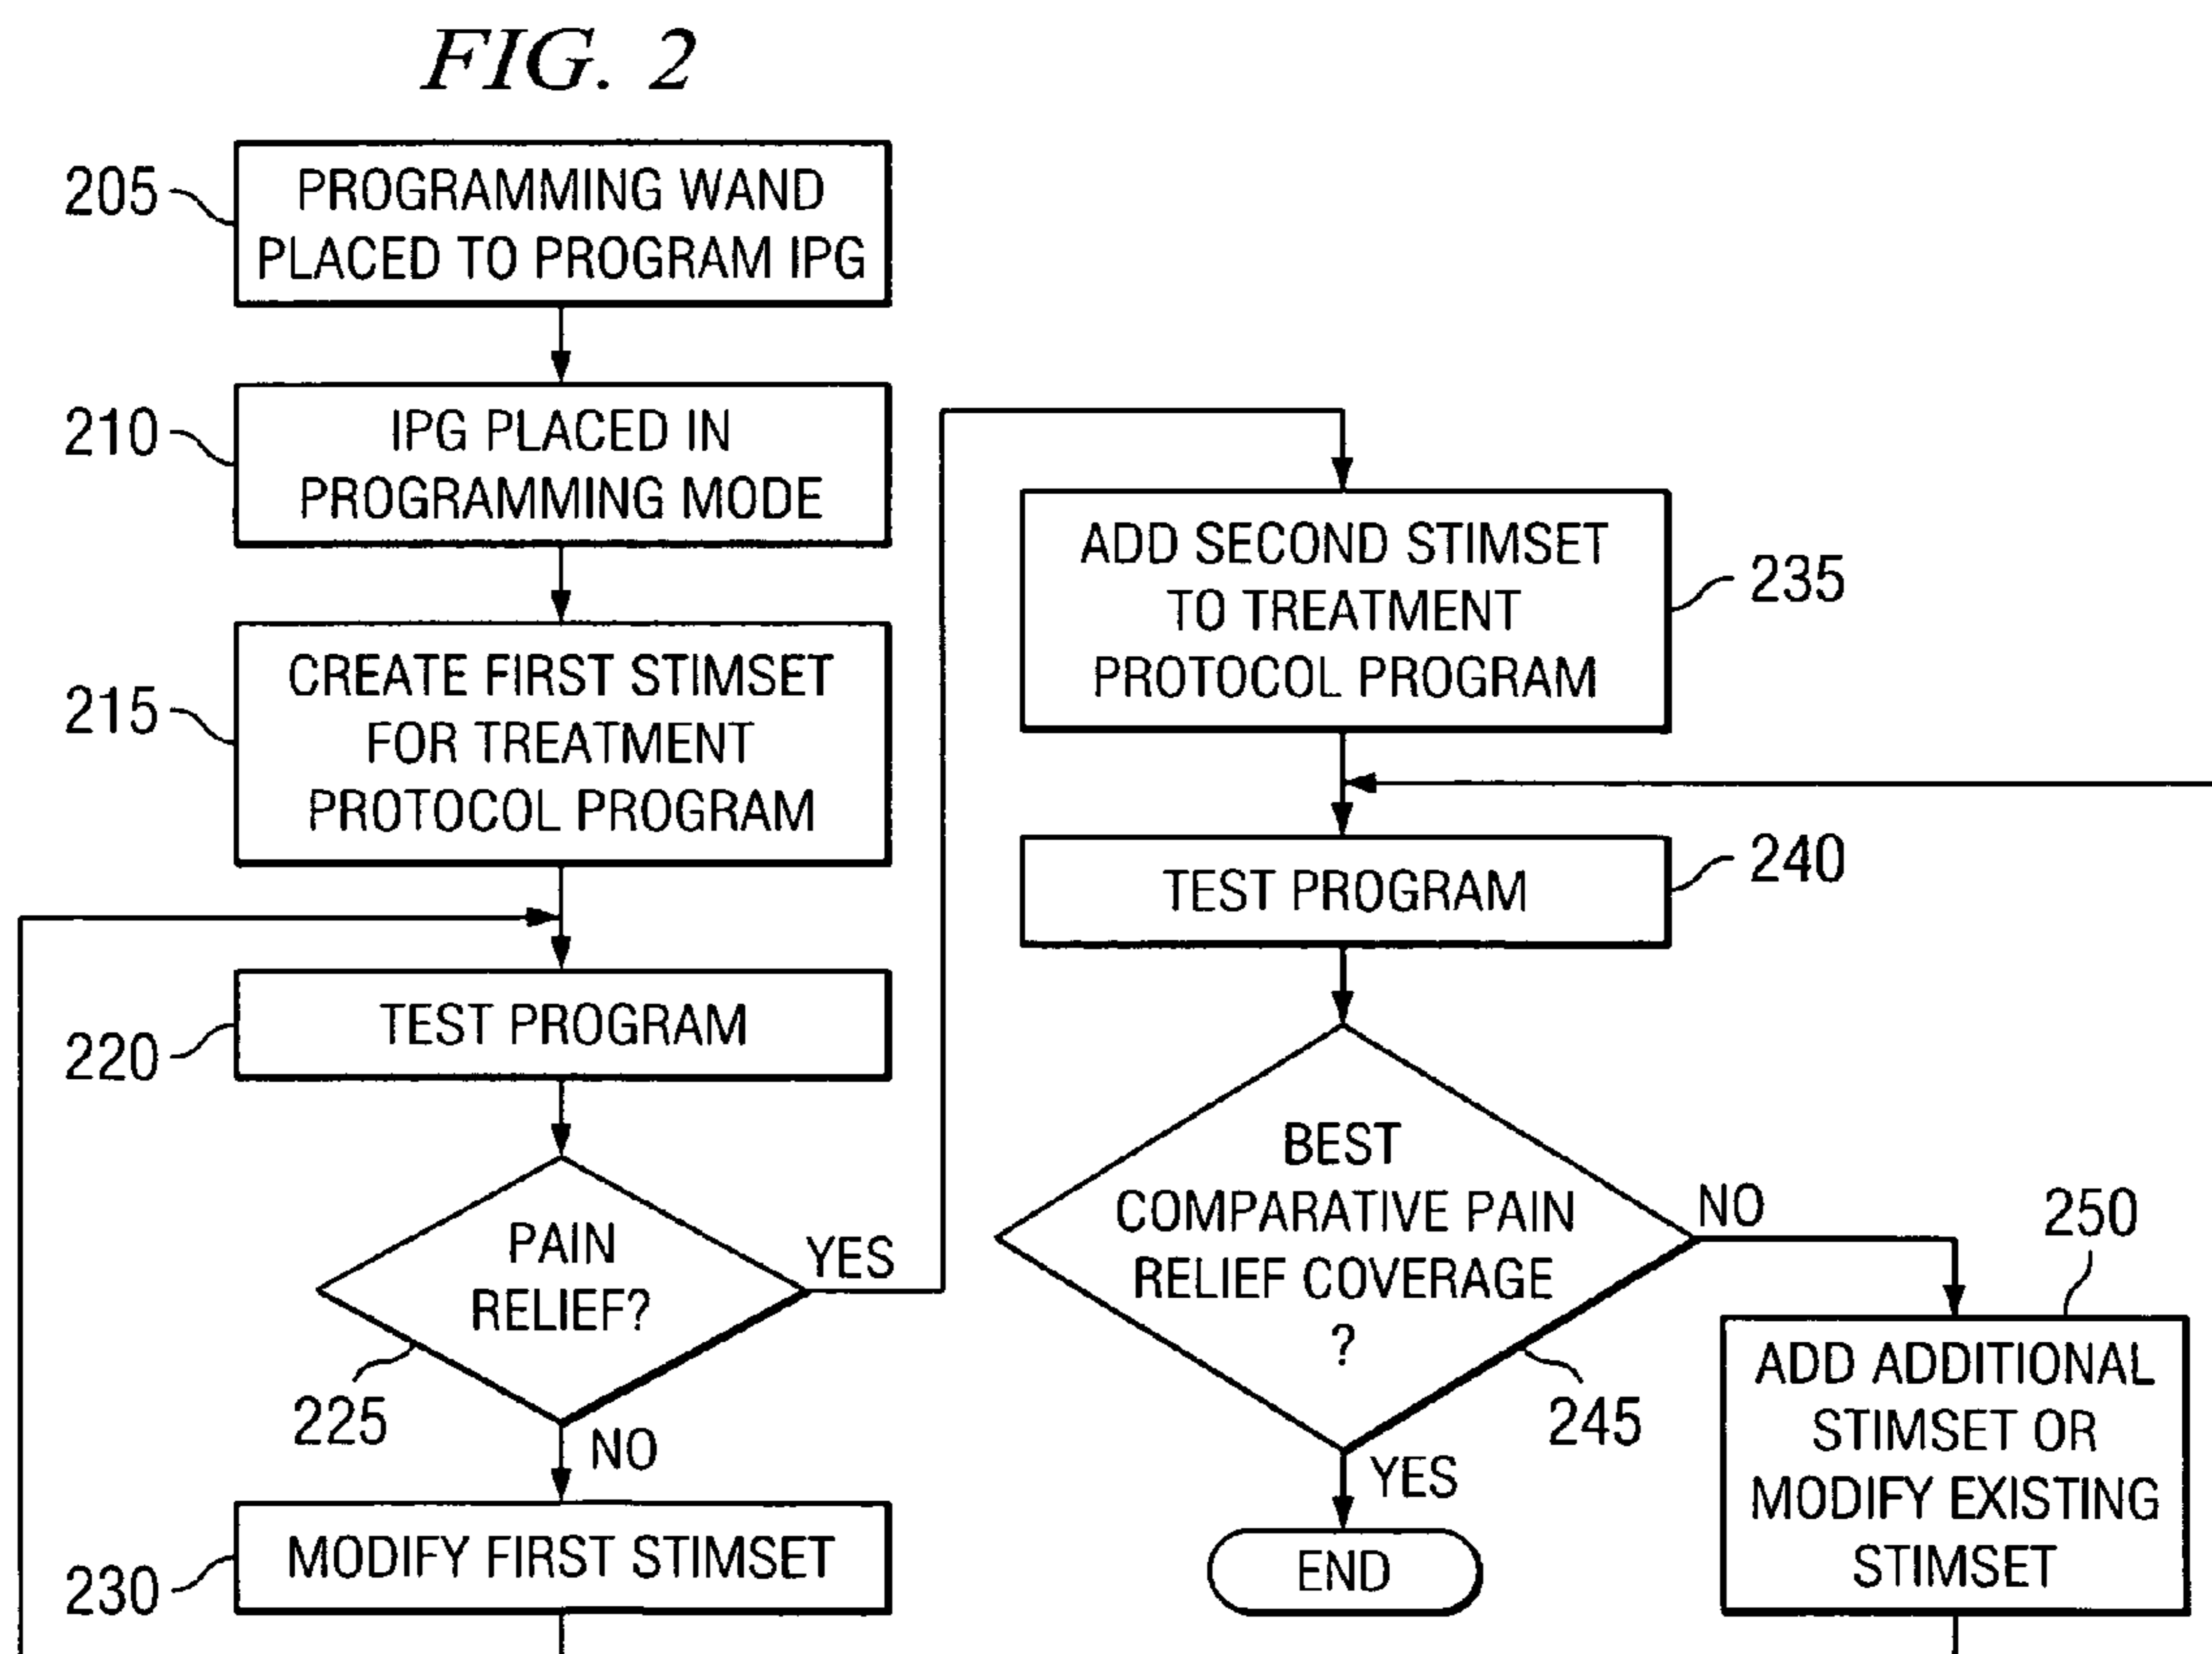 FIG. 2
205
PROGRAMMING WAND
PLACED TO PROGRAM IPG
210
IPG PLACED IN
PROGRAMMING MODE
215
CREATE FIRST STIMSET
FOR TREATMENT
PROTOCOL PROGRAM
220
TEST PROGRAM
PAIN
RELIEF?
YES
225
NO
230
MODIFY FIRST STIMSET
ADD SECOND STIMSET
TO TREATMENT
PROTOCOL PROGRAM
235
TEST PROGRAM
240
BEST
COMPARATIVE PAIN
RELIEF COVERAGE
?
NO
245
YES
END
250
ADD ADDITIONAL
STIMSET OR
MODIFY EXISTING
STIMSET